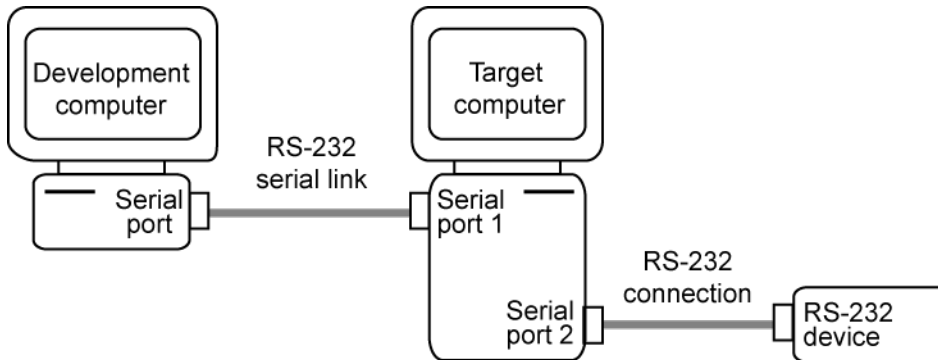 Development
computer
Target
computer
RS-232
serial link
Serial
port
Serial
port 1
RS-232
connection
Serial
port 2
RS-232
device